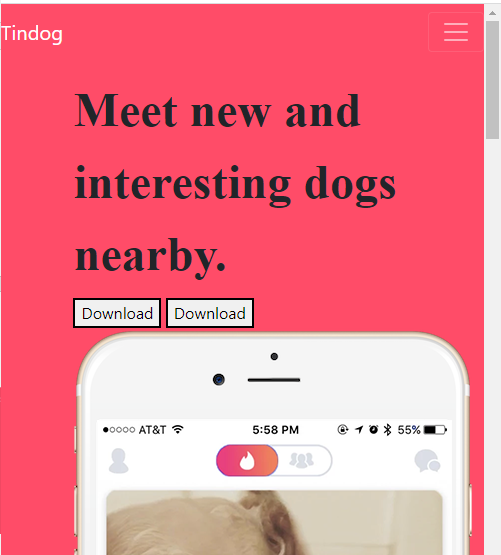 Tindog
Meet new and
interesting dogs
nearby.
Download Download
AT&T 5:58 PM 55%